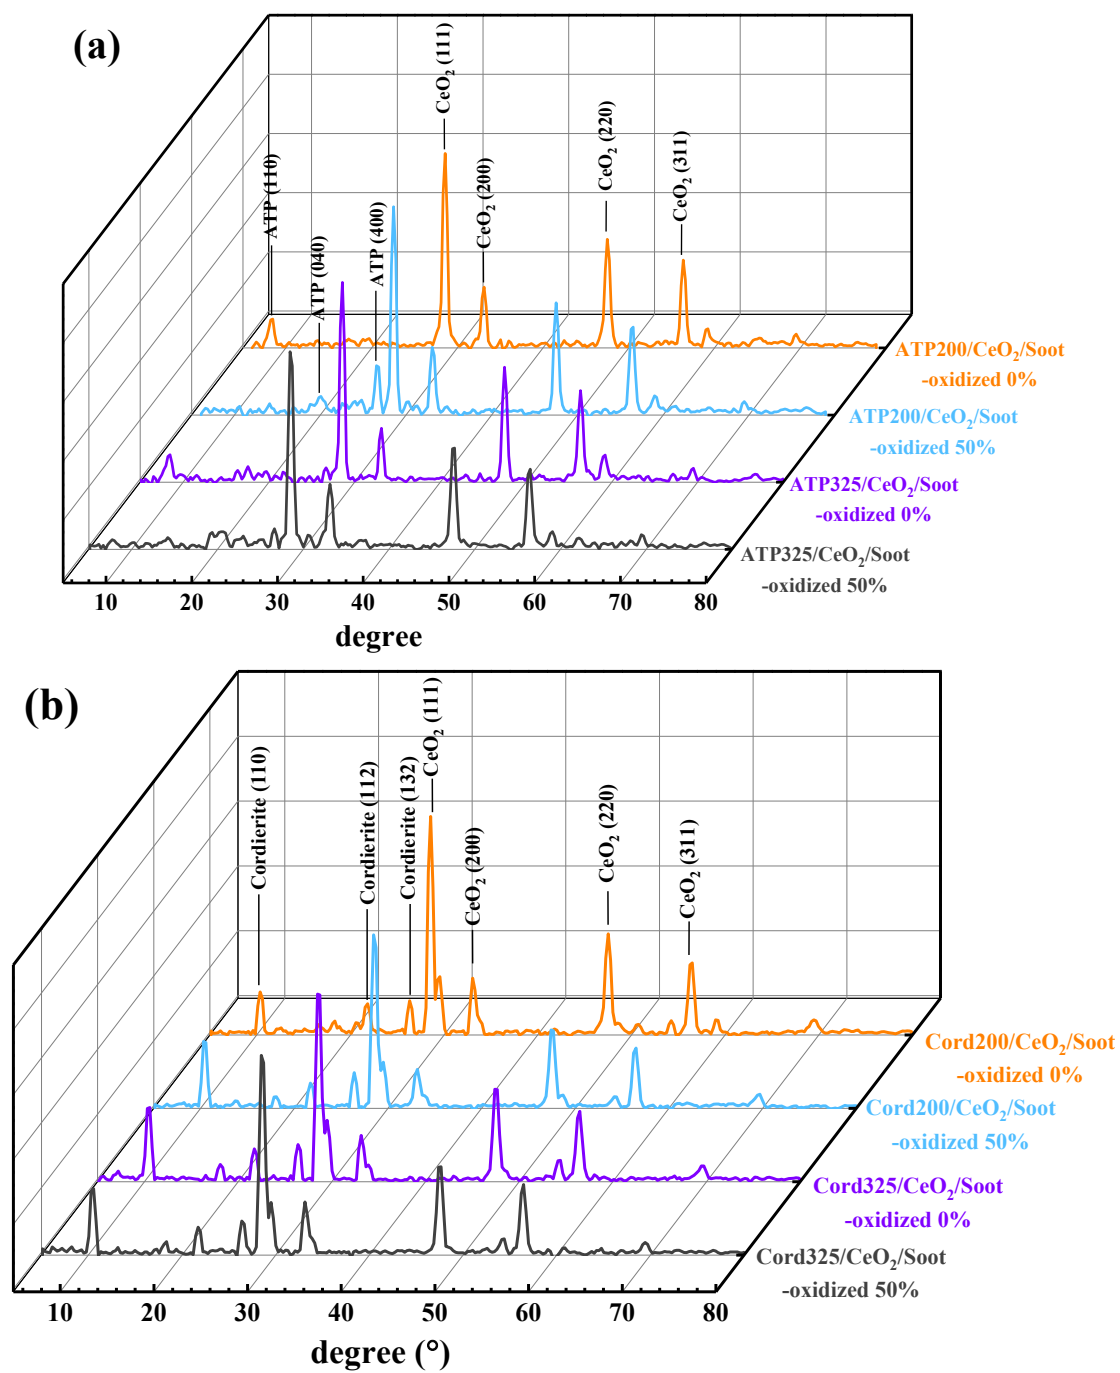 (a)
CeO₂ (111)
CeO₂ (220)
CeO₂ (311)
ATP (110)
CeO₂ (200)
ATP (400)
ATP (040)
ATP200/CeO₂/Soot
-oxidized 0%
ATP200/CeO₂/Soot
-oxidized 50%
ATP325/CeO₂/Soot
-oxidized 0%
ATP325/CeO₂/Soot
-oxidized 50%
10 20 30 40 50 60 70 80
degree
(b)
CeO₂ (111)
Cordierite (110)
Cordierite (112)
Cordierite (132)
CeO₂ (200)
CeO₂ (220)
CeO₂ (311)
Cord200/CeO₂/Soot
-oxidized 0%
Cord200/CeO₂/Soot
-oxidized 50%
Cord325/CeO₂/Soot
-oxidized 0%
Cord325/CeO₂/Soot
-oxidized 50%
10 20 30 40 50 60 70 80
degree (°)